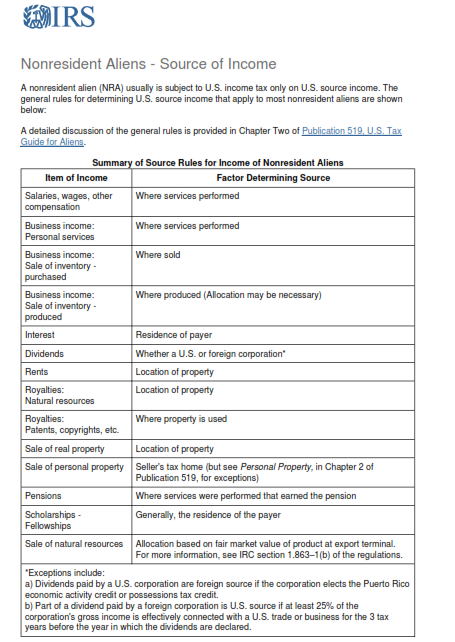 IRS
Nonresident Aliens - Source of Income
A nonresident alien (NRA) usually is subject to U.S. income tax only on U.S. source income. The
general rules for determining U.S. source income that apply to most nonresident aliens are shown
below:
A detailed discussion of the general rules is provided in Chapter Two of Publication 519, U.S. Tax
Guide for Aliens.
Summary of Source Rules for Income of Nonresident Aliens
Item of Income Factor Determining Source
Salaries, wages, other Where services performed
compensation
Business income: Where services performed
Personal services
Business income: Where sold
Sale of inventory -
purchased
Business income: Where produced (Allocation may be necessary)
Sale of inventory -
produced
Interest Residence of payer
Dividends Whether a U.S. or foreign corporation*
Rents Location of property
Royalties: Location of property
Natural resources
Royalties: Where property is used
Patents, copyrights, etc.
Sale of real property Location of property
Sale of personal property Seller's tax home (but see Personal Property, in Chapter 2 of
Publication 519, for exceptions)
Pensions Where services were performed that earned the pension
Scholarships - Generally, the residence of the payer
Fellowships
Sale of natural resources Allocation based on fair market value of product at export terminal.
For more information, see IRC section 1.863–1(b) of the regulations.
*Exceptions include:
a) Dividends paid by a U.S. corporation are foreign source if the corporation elects the Puerto Rico
economic activity credit or possessions tax credit.
b) Part of a dividend paid by a foreign corporation is U.S. source if at least 25% of the
corporation's gross income is effectively connected with a U.S. trade or business for the 3 tax
years before the year in which the dividends are declared.